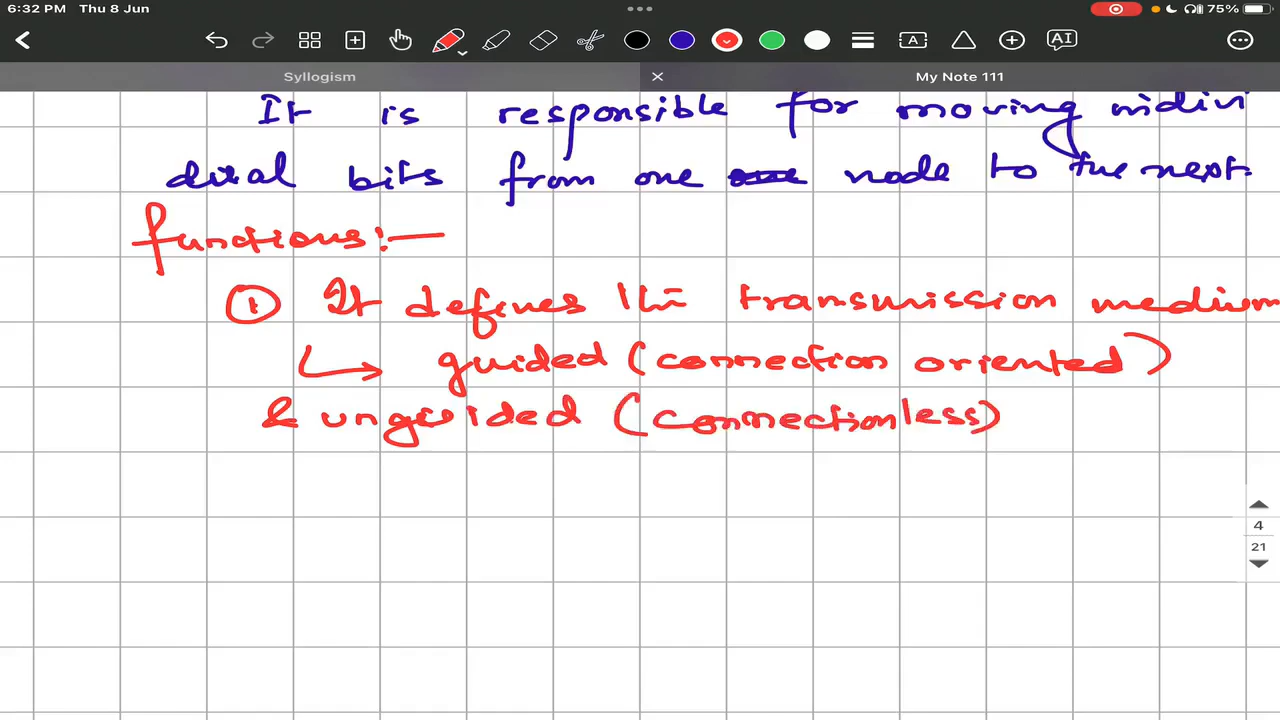 6:32 PM Thu 8 Jun 75%
A AI
Syllogism My Note 111
It is responsible for moving indivi
dual bits from one node to the next.
functions:—
① It defines the transmission medium
↳ guided (connection oriented)
& unguided (connectionless)
4
21